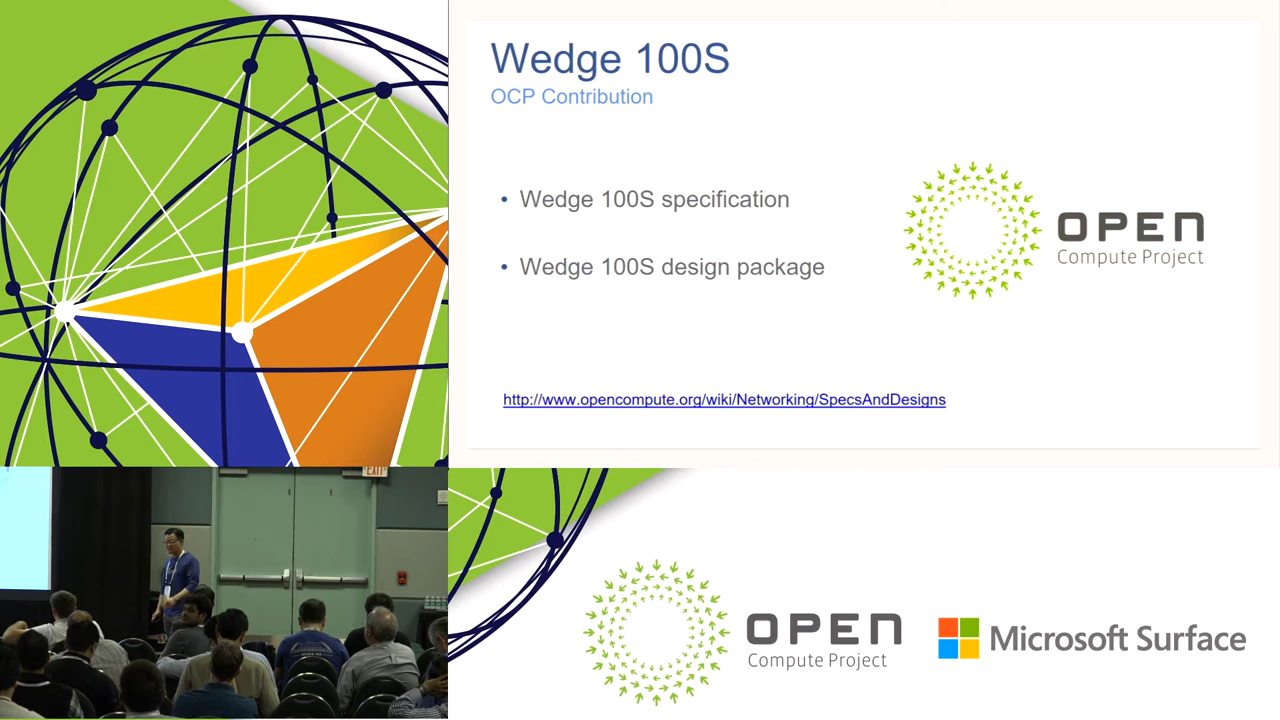 Wedge 100S
OCP Contribution
• Wedge 100S specification
• Wedge 100S design package
OPEN
Compute Project
http://www.opencompute.org/wiki/Networking/SpecsAndDesigns
EXIT
OPEN
Compute Project
Microsoft Surface